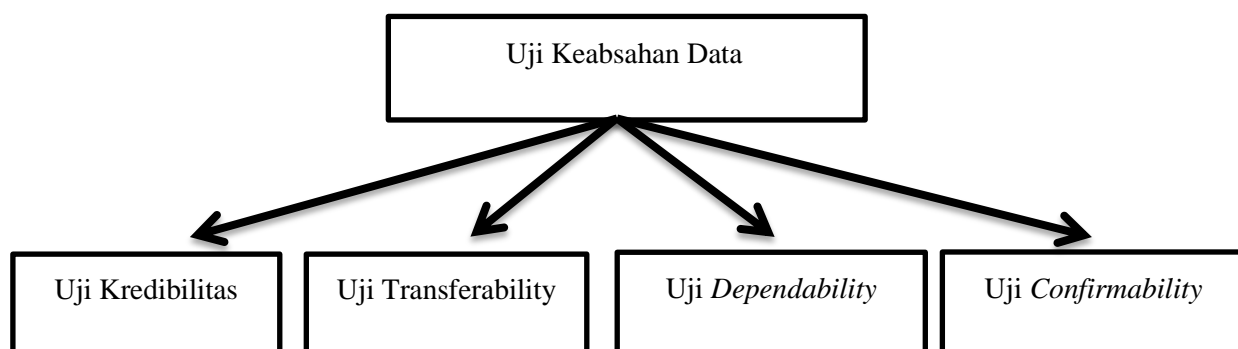 Uji Keabsahan Data
Uji Kredibilitas
Uji Transferability
Uji Dependability
Uji Confirmability